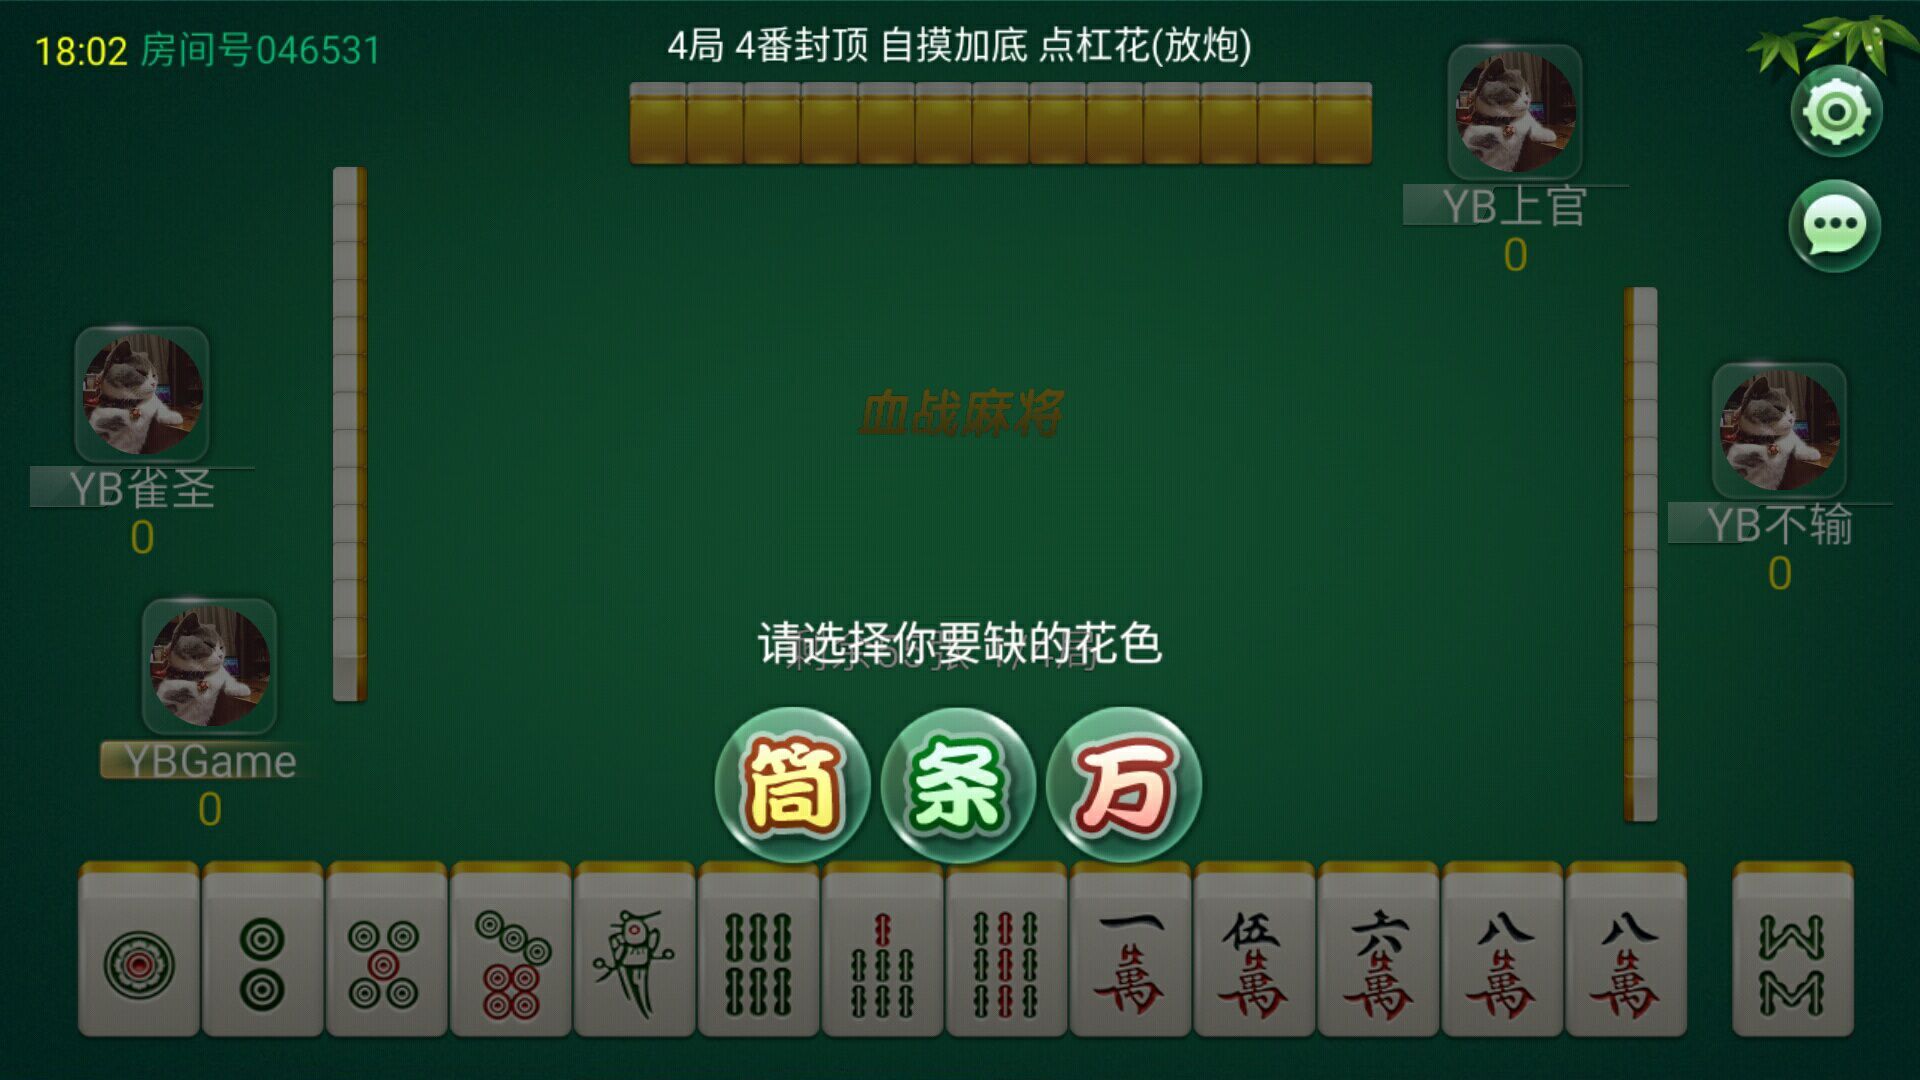 18:02 房间号046531
4局 4番封顶 自摸加底 点杠花(放炮)
YB上官
0
血战麻将
YB雀圣
0
YB不输
0
请选择你要缺的花色
YBGame
0
筒 条 万
一萬 伍萬 六萬 八萬 八萬